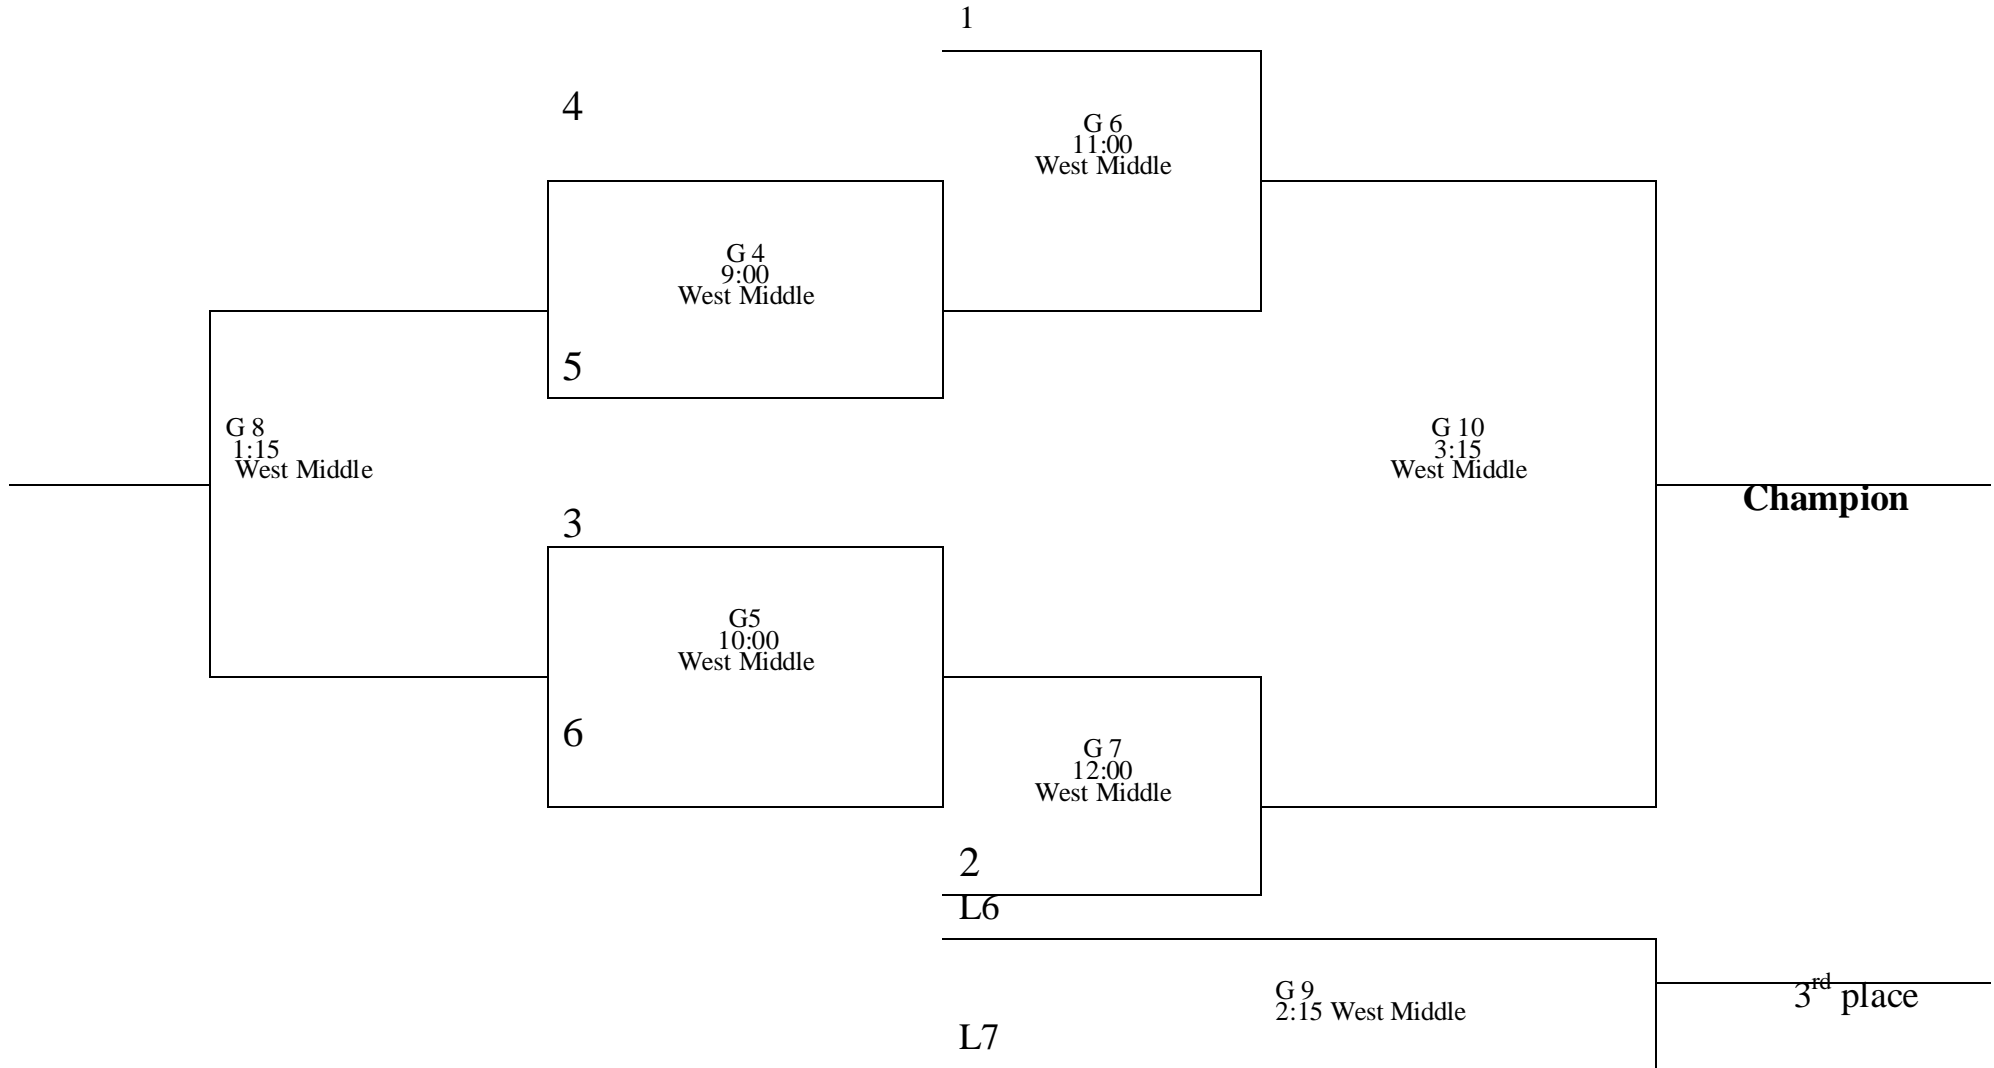 1
4
G 6
11:00
West Middle
G 4
9:00
West Middle
5
G 8
1:15
West Middle
G 10
3:15
West Middle
Champion
3
G5
10:00
West Middle
6
G 7
12:00
West Middle
2
L6
G 9
2:15 West Middle
3rd place
L7